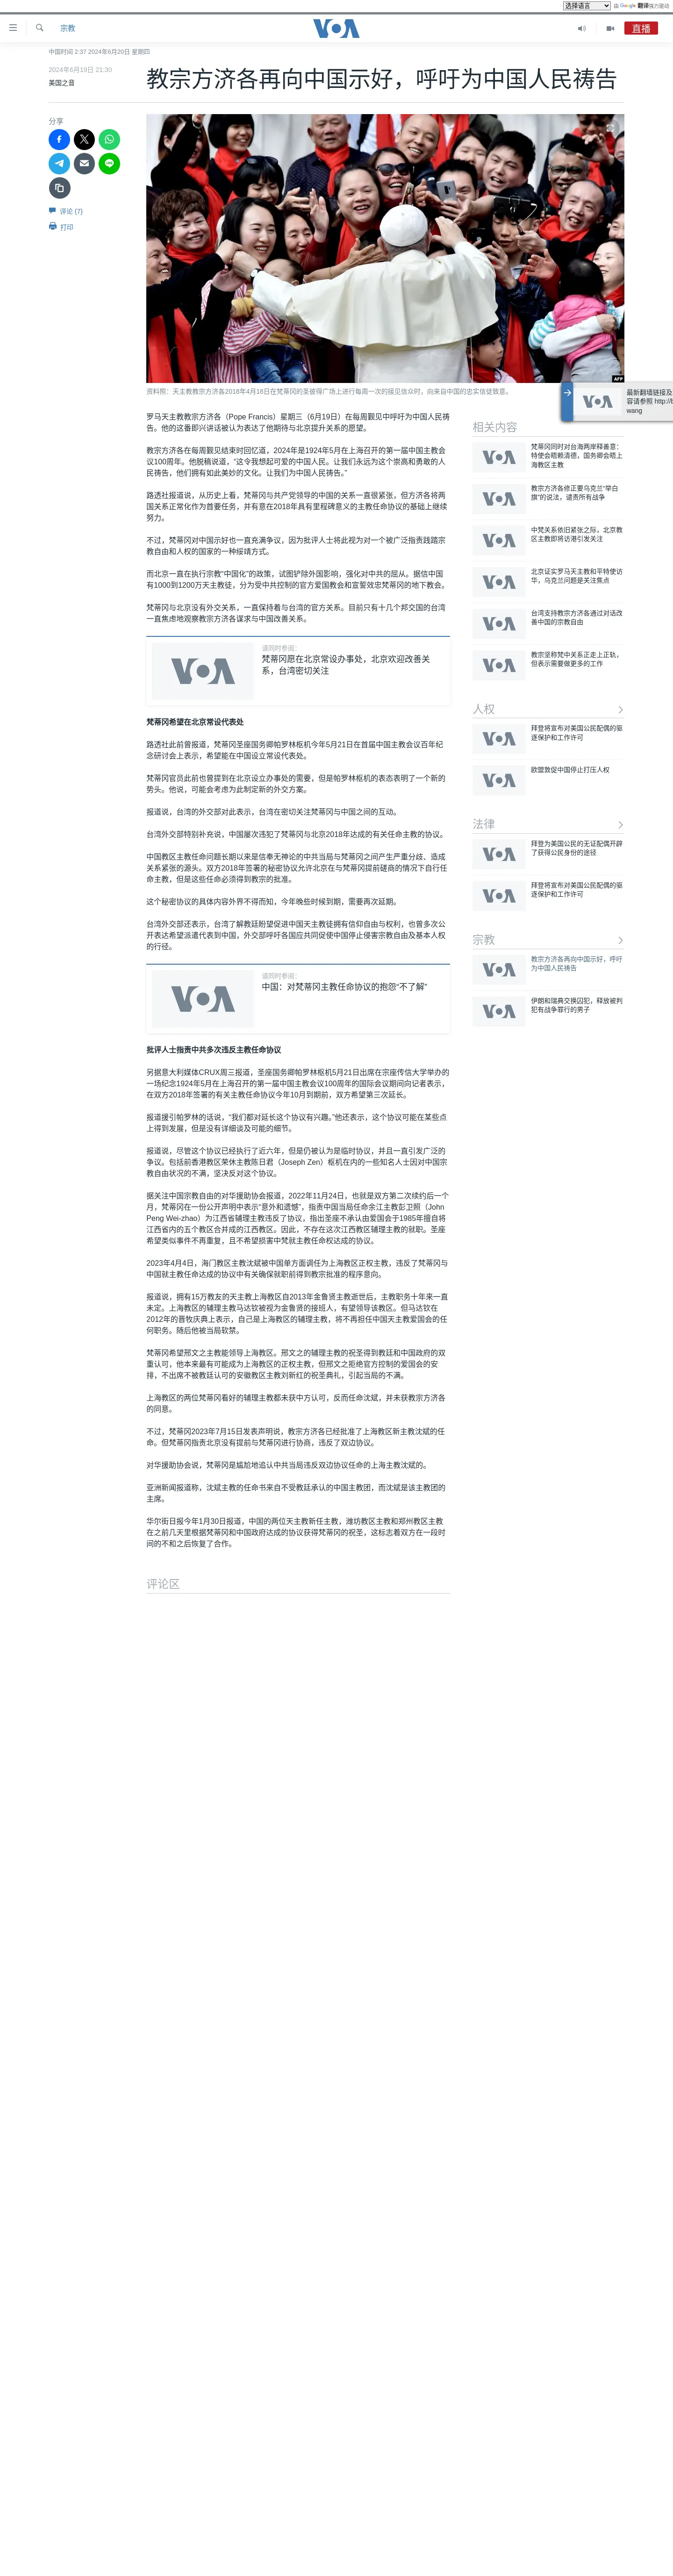 选择语言
由 Google 翻译强力驱动
宗教
VOA
直播
中国时间 2:37 2024年6月20日 星期四
2024年6月19日 21:30
美国之音
教宗方济各再向中国示好，呼吁为中国人民祷告
分享
评论 (7)
打印
AFP
资料照：天主教教宗方济各2018年4月18日在梵蒂冈的圣彼得广场上进行每周一次的接见信众时，向来自中国的忠实信徒致意。
最新翻墙链接及
容请参照 http://b
wang
罗马天主教教宗方济各（Pope Francis）星期三（6月19日）在每周觐见中呼吁为中国人民祷
告。他的这番即兴讲话被认为表达了他期待与北京提升关系的愿望。
教宗方济各在每周觐见结束时回忆道，2024年是1924年5月在上海召开的第一届中国主教会
议100周年。他脱稿说道，“这令我想起可爱的中国人民。让我们永远为这个崇高和勇敢的人
民祷告，他们拥有如此美妙的文化。让我们为中国人民祷告。”
路透社报道说，从历史上看，梵蒂冈与共产党领导的中国的关系一直很紧张，但方济各将两
国关系正常化作为首要任务，并有意在2018年具有里程碑意义的主教任命协议的基础上继续
努力。
不过，梵蒂冈对中国示好也一直充满争议，因为批评人士将此视为对一个被广泛指责践踏宗
教自由和人权的国家的一种绥靖方式。
而北京一直在执行宗教“中国化”的政策，试图铲除外国影响，强化对中共的屈从。据信中国
有1000到1200万天主教徒，分为受中共控制的官方爱国教会和宣誓效忠梵蒂冈的地下教会。
梵蒂冈与北京没有外交关系，一直保持着与台湾的官方关系。目前只有十几个邦交国的台湾
一直焦虑地观察教宗方济各谋求与中国改善关系。
VOA
请同时参阅：
梵蒂冈愿在北京常设办事处，北京欢迎改善关
系，台湾密切关注
梵蒂冈希望在北京常设代表处
路透社此前曾报道，梵蒂冈圣座国务卿帕罗林枢机今年5月21日在首届中国主教会议百年纪
念研讨会上表示，希望能在中国设立常设代表处。
梵蒂冈官员此前也曾提到在北京设立办事处的需要，但是帕罗林枢机的表态表明了一个新的
势头。他说，可能会考虑为此制定新的外交方案。
报道说，台湾的外交部对此表示，台湾在密切关注梵蒂冈与中国之间的互动。
台湾外交部特别补充说，中国屡次违犯了梵蒂冈与北京2018年达成的有关任命主教的协议。
中国教区主教任命问题长期以来是信奉无神论的中共当局与梵蒂冈之间产生严重分歧、造成
关系紧张的源头。双方2018年签署的秘密协议允许北京在与梵蒂冈提前磋商的情况下自行任
命主教，但是这些任命必须得到教宗的批准。
这个秘密协议的具体内容外界不得而知，今年晚些时候到期，需要再次延期。
台湾外交部还表示，台湾了解教廷盼望促进中国天主教徒拥有信仰自由与权利，也曾多次公
开表达希望派遣代表到中国，外交部呼吁各国应共同促使中国停止侵害宗教自由及基本人权
的行径。
VOA
请同时参阅：
中国：对梵蒂冈主教任命协议的抱怨“不了解”
批评人士指责中共多次违反主教任命协议
另据意大利媒体CRUX周三报道，圣座国务卿帕罗林枢机5月21日出席在宗座传信大学举办的
一场纪念1924年5月在上海召开的第一届中国主教会议100周年的国际会议期间向记者表示，
在双方2018年签署的有关主教任命协议今年10月到期前，双方希望第三次延长。
报道援引帕罗林的话说，“我们都对延长这个协议有兴趣。”他还表示，这个协议可能在某些点
上得到发展，但是没有详细谈及可能的细节。
报道说，尽管这个协议已经执行了近六年，但是仍被认为是临时协议，并且一直引发广泛的
争议。包括前香港教区荣休主教陈日君（Joseph Zen）枢机在内的一些知名人士因对中国宗
教自由状况的不满，坚决反对这个协议。
据关注中国宗教自由的对华援助协会报道，2022年11月24日，也就是双方第二次续约后一个
月，梵蒂冈在一份公开声明中表示“意外和遗憾”，指责中国当局任命余江主教彭卫照（John
Peng Wei-zhao）为江西省辅理主教违反了协议，指出圣座不承认由爱国会于1985年擅自将
江西省内的五个教区合并成的江西教区。因此，不存在这次江西教区辅理主教的就职。圣座
希望类似事件不再重复，且不希望损害中梵就主教任命权达成的协议。
2023年4月4日，海门教区主教沈斌被中国单方面调任为上海教区正权主教，违反了梵蒂冈与
中国就主教任命达成的协议中有关确保就职前得到教宗批准的程序意向。
报道说，拥有15万教友的天主教上海教区自2013年金鲁贤主教逝世后，主教职务十年来一直
未定。上海教区的辅理主教马达钦被视为金鲁贤的接班人，有望领导该教区。但马达钦在
2012年的晋牧庆典上表示，自己是上海教区的辅理主教，将不再担任中国天主教爱国会的任
何职务。随后他被当局软禁。
梵蒂冈希望邢文之主教能领导上海教区。邢文之的辅理主教的祝圣得到教廷和中国政府的双
重认可，他本来最有可能成为上海教区的正权主教，但邢文之拒绝官方控制的爱国会的安
排，不出席不被教廷认可的安徽教区主教刘新红的祝圣典礼，引起当局的不满。
上海教区的两位梵蒂冈看好的辅理主教都未获中方认可，反而任命沈斌，并未获教宗方济各
的同意。
不过，梵蒂冈2023年7月15日发表声明说，教宗方济各已经批准了上海教区新主教沈斌的任
命。但梵蒂冈指责北京没有提前与梵蒂冈进行协商，违反了双边协议。
对华援助协会说，梵蒂冈是尴尬地追认中共当局违反双边协议任命的上海主教沈斌的。
亚洲新闻报道称，沈斌主教的任命书来自不受教廷承认的中国主教团，而沈斌是该主教团的
主席。
华尔街日报今年1月30日报道，中国的两位天主教新任主教，潍坊教区主教和郑州教区主教
在之前几天里根据梵蒂冈和中国政府达成的协议获得梵蒂冈的祝圣，这标志着双方在一段时
间的不和之后恢复了合作。
评论区
相关内容
VOA
梵蒂冈同时对台海两岸释善意：
特使会晤赖清德，国务卿会晤上
海教区主教
VOA
教宗方济各修正要乌克兰“举白
旗”的说法，谴责所有战争
VOA
中梵关系依旧紧张之际，北京教
区主教即将访港引发关注
VOA
北京证实罗马天主教和平特使访
华，乌克兰问题是关注焦点
VOA
台湾支持教宗方济各通过对话改
善中国的宗教自由
VOA
教宗坚称梵中关系正走上正轨，
但表示需要做更多的工作
人权
VOA
拜登将宣布对美国公民配偶的驱
逐保护和工作许可
VOA
欧盟敦促中国停止打压人权
法律
VOA
拜登为美国公民的无证配偶开辟
了获得公民身份的途径
VOA
拜登将宣布对美国公民配偶的驱
逐保护和工作许可
宗教
VOA
教宗方济各再向中国示好，呼吁
为中国人民祷告
VOA
伊朗和瑞典交换囚犯，释放被判
犯有战争罪行的男子